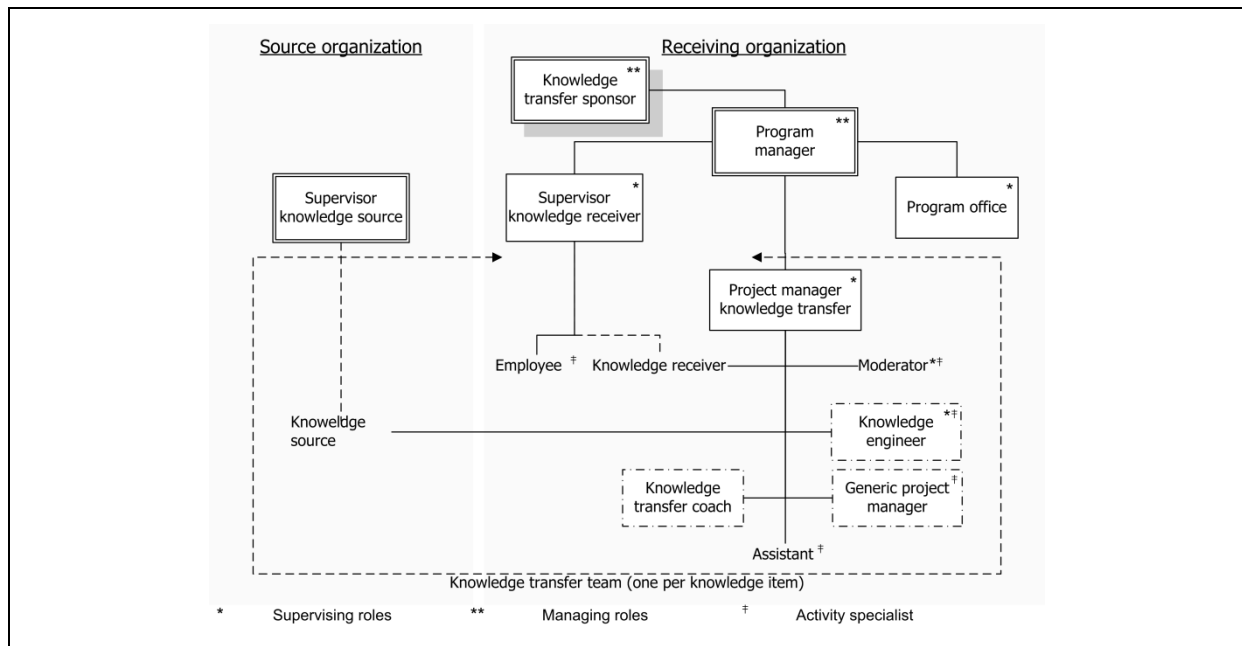 Source organization
Receiving organization
Knowledge **
transfer sponsor
Program **
manager
Supervisor
knowledge source
Supervisor *
knowledge receiver
Program office *
Project manager *
knowledge transfer
Employee ‡
Knowledge receiver
Moderator*‡
Knoweldge
source
Knowledge *‡
engineer
Knowledge
transfer coach
Generic project ‡
manager
Assistant ‡
Knowledge transfer team (one per knowledge item)
* Supervising roles ** Managing roles ‡ Activity specialist